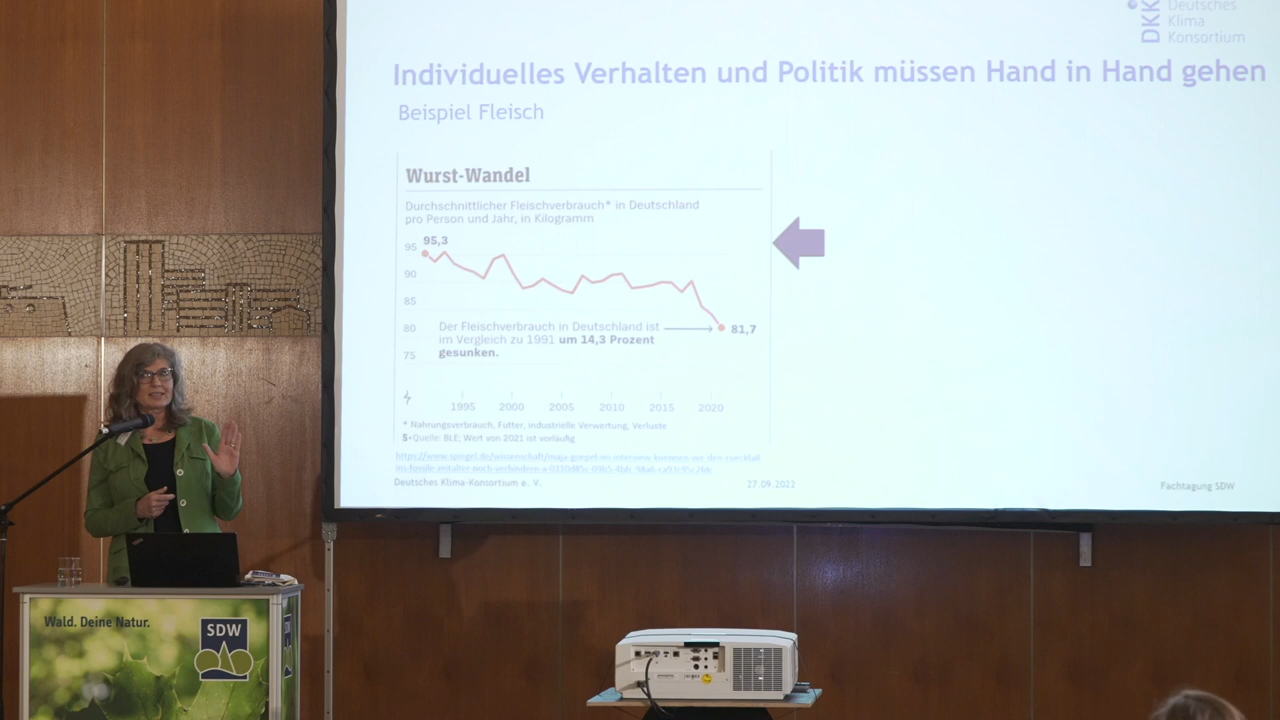 DKK
Deutsches
Klima
Konsortium
Individuelles Verhalten und Politik müssen Hand in Hand gehen
Beispiel Fleisch
Wurst-Wandel
Durchschnittlicher Fleischverbrauch* in Deutschland
pro Person und Jahr, in Kilogramm
95,3
95
90
85
80
75
Der Fleischverbrauch in Deutschland ist
im Vergleich zu 1991 um 14,3 Prozent
gesunken.
81,7
1995 2000 2005 2010 2015 2020
* Nahrungsverbrauch, Futter, industrielle Verwertung, Verluste
S•Quelle: BLE; Wert von 2021 ist vorläufig
Deutsches Klima-Konsortium e. V.
27.09.2022
Fachtagung SDW
Wald. Deine Natur.
SDW